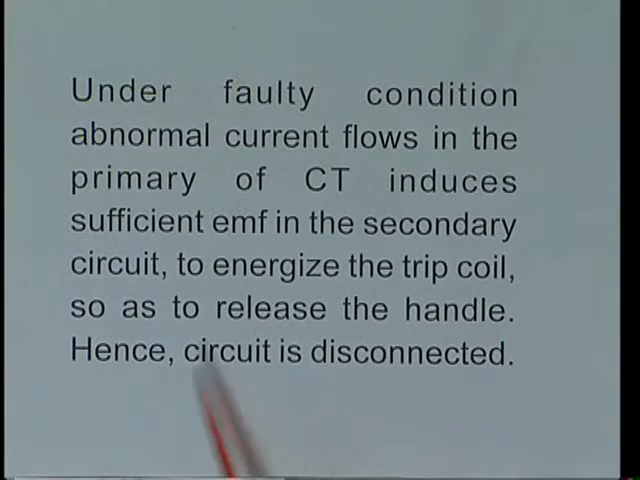 Under faulty condition
abnormal current flows in the
primary of CT induces
sufficient emf in the secondary
circuit, to energize the trip coil,
so as to release the handle.
Hence, circuit is disconnected.